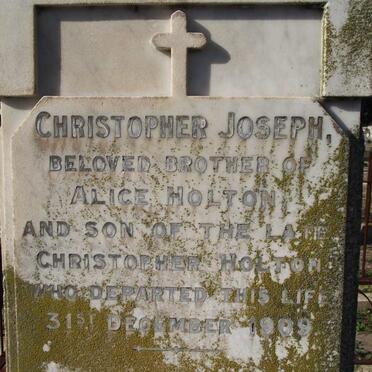 CHRISTOPHER JOSEPH,
BELOVED BROTHER OF
ALICE HOLTON,
AND SON OF THE LATE
CHRISTOPHER HOLTON
WHO DEPARTED THIS LIFE
31ST DECEMBER 1909